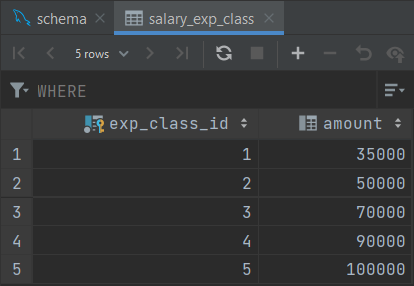 schema × salary_exp_class ×
5 rows
WHERE
exp_class_id amount
1 1 35000
2 2 50000
3 3 70000
4 4 90000
5 5 100000